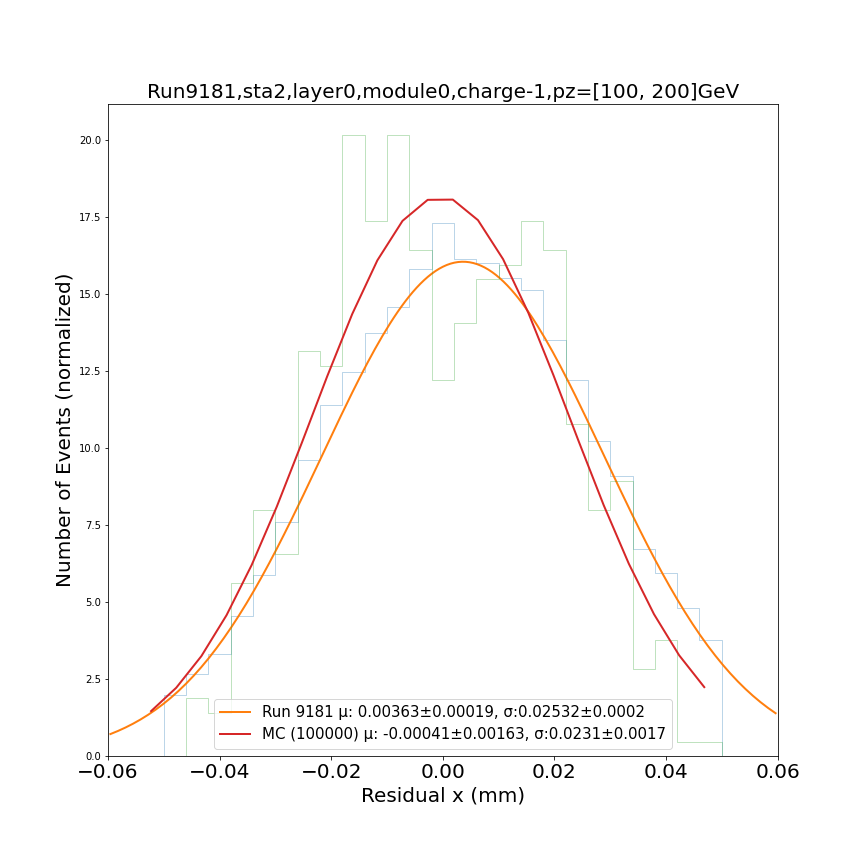 Run9181,sta2,layer0,module0,charge-1,pz=[100, 200]GeV
20.0
17.5
15.0
12.5
10.0
7.5
5.0
2.5
0.0
Number of Events (normalized)
Run 9181 μ: 0.00363±0.00019, σ:0.02532±0.0002
MC (100000) μ: -0.00041±0.00163, σ:0.0231±0.0017
−0.06 −0.04 −0.02 0.00 0.02 0.04 0.06
Residual x (mm)